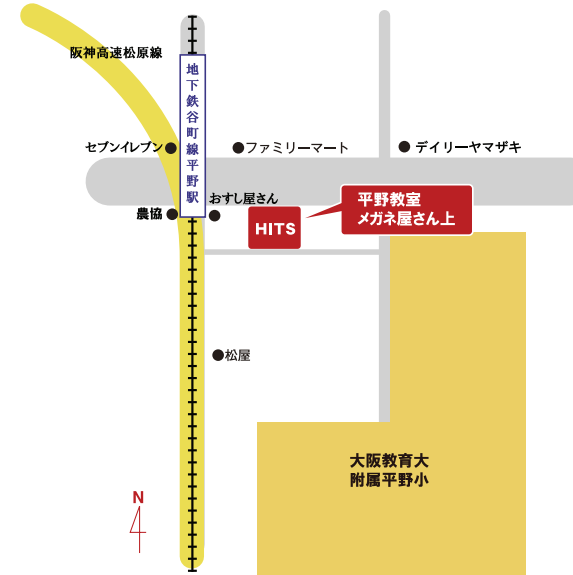 阪神高速松原線
地下鉄谷町線平野駅
セブンイレブン
ファミリーマート
デイリーヤマザキ
おすし屋さん
農協
HITS
平野教室
メガネ屋さん上
松屋
大阪教育大
附属平野小
N